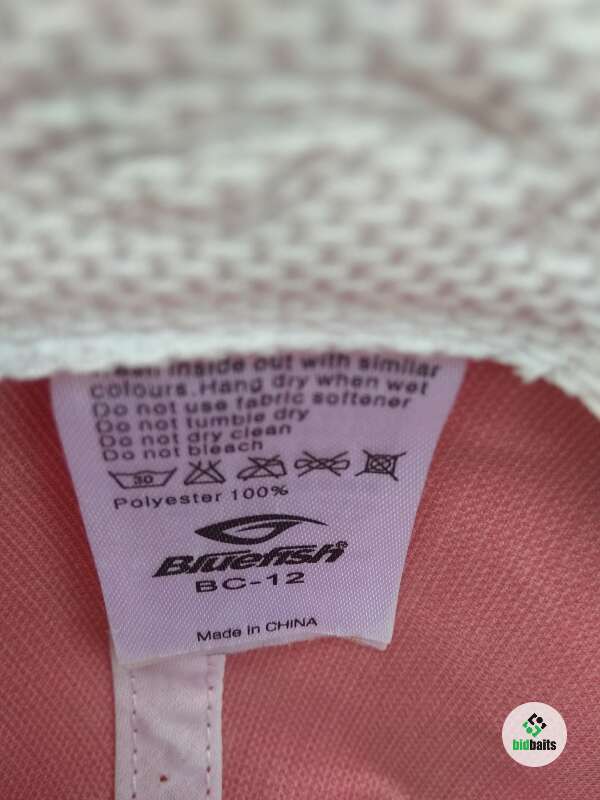 inside out with similar
colours.Hang dry when wet
Do not use fabric softener
Do not tumble dry
Do not dry clean
Do not bleach
30
Polyester 100%
Bluefish®
BC-12
Made in CHINA
bidbaits